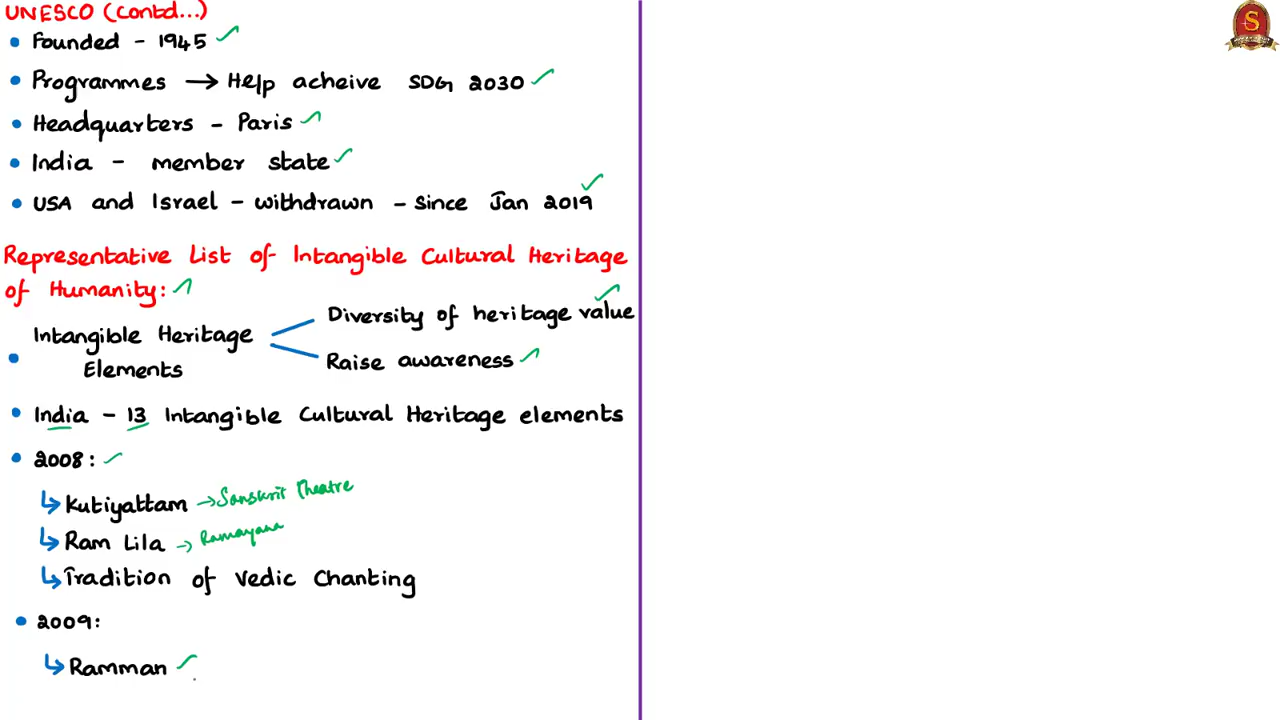 UNESCO (Contd...)
• Founded - 1945
• Programmes → Help acheive SDG 2030
• Headquarters - Paris
• India - member state
• USA and Israel - withdrawn - since Jan 2019
Representative List of Intangible Cultural Heritage
of Humanity:
• Intangible Heritage
Elements
Diversity of heritage value
Raise awareness
• India - 13 Intangible Cultural Heritage elements
• 2008:
↳ Kutiyattam → Sanskrit Theatre
↳ Ram Lila → Ramayana
↳ Tradition of Vedic Chanting
• 2009:
↳ Ramman
S